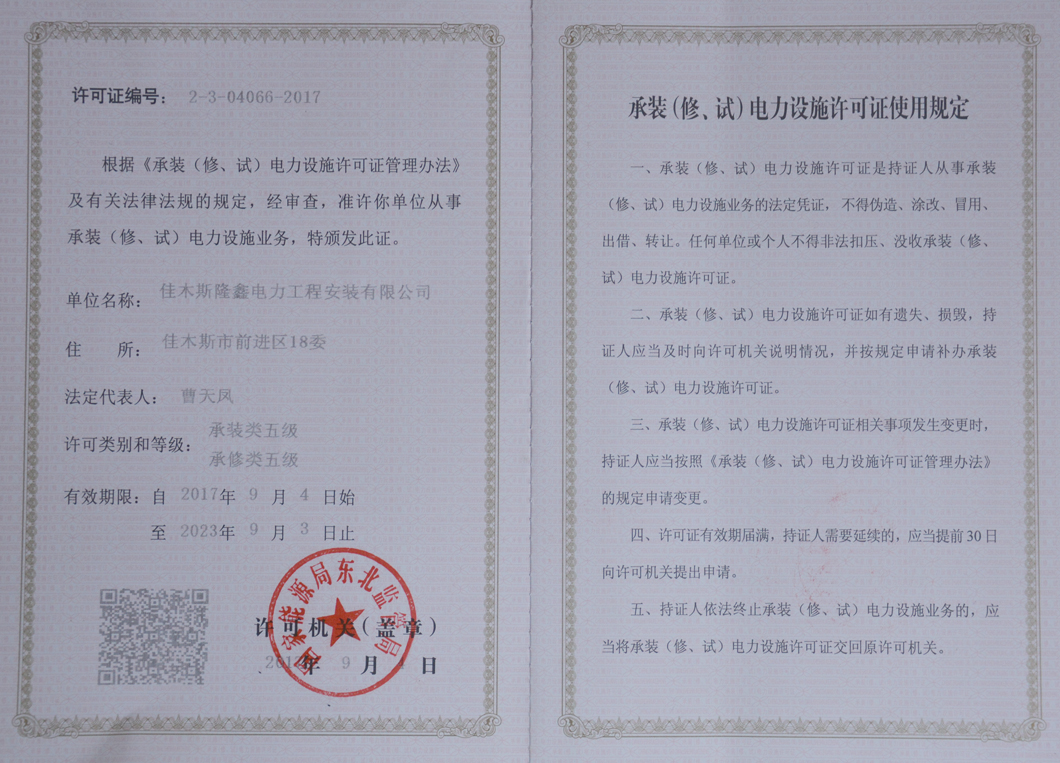 许可证编号： 2-3-04066-2017
根据《承装（修、试）电力设施许可证管理办法》
及有关法律法规的规定，经审查，准许你单位从事
承装（修、试）电力设施业务，特颁发此证。
单位名称： 佳木斯隆鑫电力工程安装有限公司
住 所： 佳木斯市前进区18委
法定代表人： 曹天凤
许可类别和等级： 承装类五级
承修类五级
有效期限：自 2017年 9 月 4 日始
至 2023年 9 月 3 日止
国家能源局东北监管局
许可机关（盖章）
年 9 月 日
承装（修、试）电力设施许可证使用规定
一、承装（修、试）电力设施许可证是持证人从事承装
（修、试）电力设施业务的法定凭证，不得伪造、涂改、冒用、
出借、转让。任何单位或个人不得非法扣压、没收承装（修、
试）电力设施许可证。
二、承装（修、试）电力设施许可证如有遗失、损毁，持
证人应当及时向许可机关说明情况，并按规定申请补办承装
（修、试）电力设施许可证。
三、承装（修、试）电力设施许可证相关事项发生变更时，
持证人应当按照《承装（修、试）电力设施许可证管理办法》
的规定申请变更。
四、许可证有效期届满，持证人需要延续的，应当提前 30 日
向许可机关提出申请。
五、持证人依法终止承装（修、试）电力设施业务的，应
当将承装（修、试）电力设施许可证交回原许可机关。